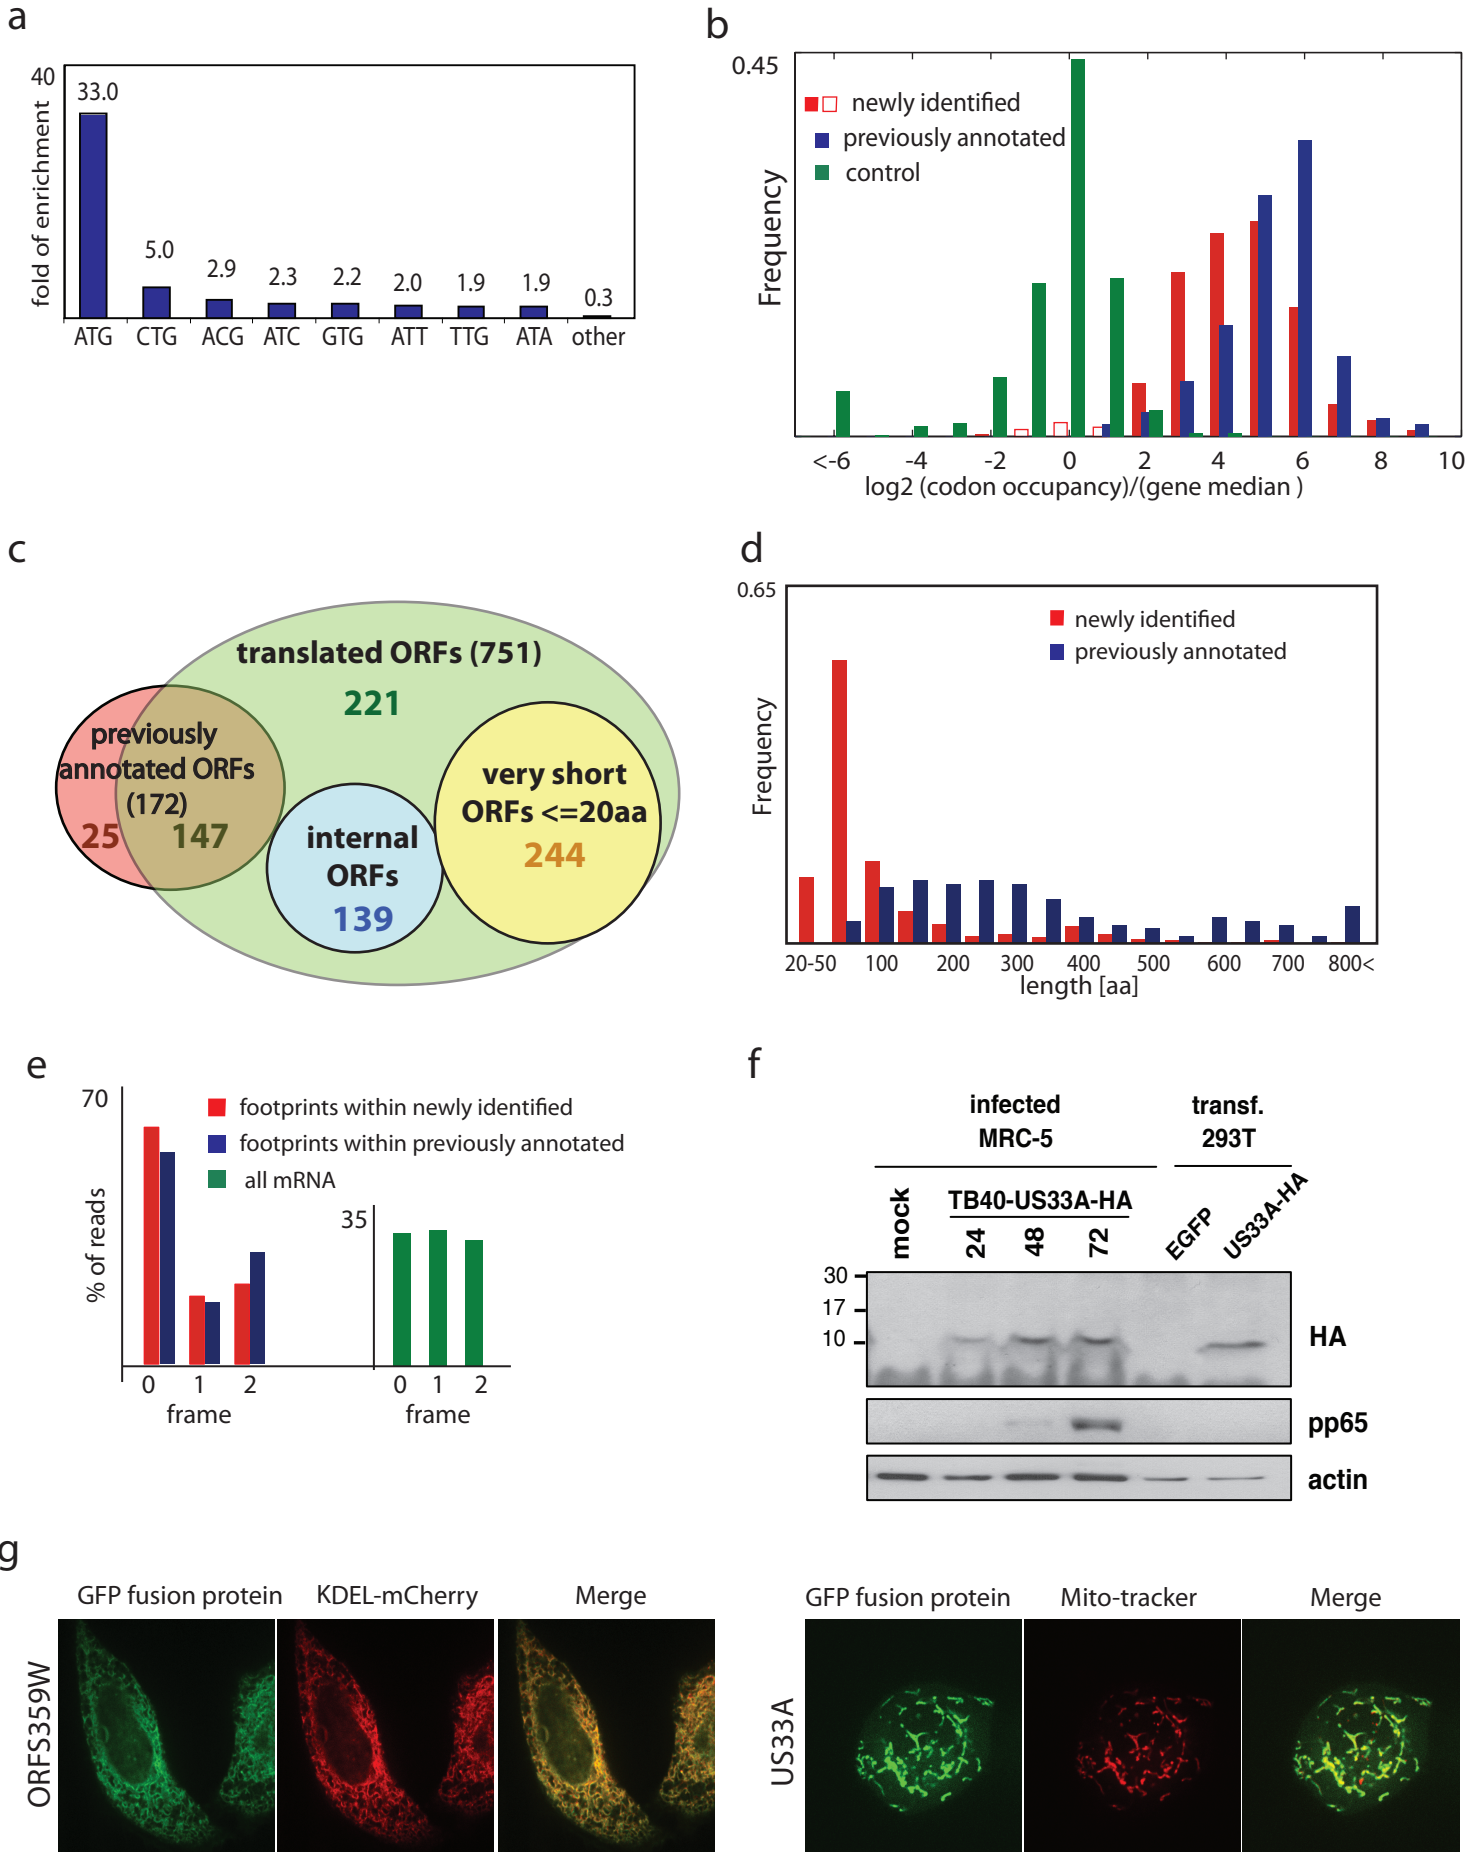 a
40
fold of enrichment
33.0
5.0
2.9
2.3
2.2
2.0
1.9
1.9
0.3
ATG CTG ACG ATC GTG ATT TTG ATA other
b
0.45
Frequency
newly identified
previously annotated
control
<-6 -4 -2 0 2 4 6 8 10
log2 (codon occupancy)/(gene median )
c
translated ORFs (751)
221
previously
annotated ORFs
(172)
25 147
internal
ORFs
139
very short
ORFs <=20aa
244
d
0.65
Frequency
newly identified
previously annotated
20-50 100 200 300 400 500 600 700 800<
length [aa]
e
70
% of reads
footprints within newly identified
footprints within previously annotated
all mRNA
35
0 1 2
frame
0 1 2
frame
f
infected
MRC-5
transf.
293T
mock
TB40-US33A-HA
24 48 72
EGFP
US33A-HA
30
17
10
HA
pp65
actin
g
GFP fusion protein KDEL-mCherry Merge
ORFS359W
GFP fusion protein Mito-tracker Merge
US33A